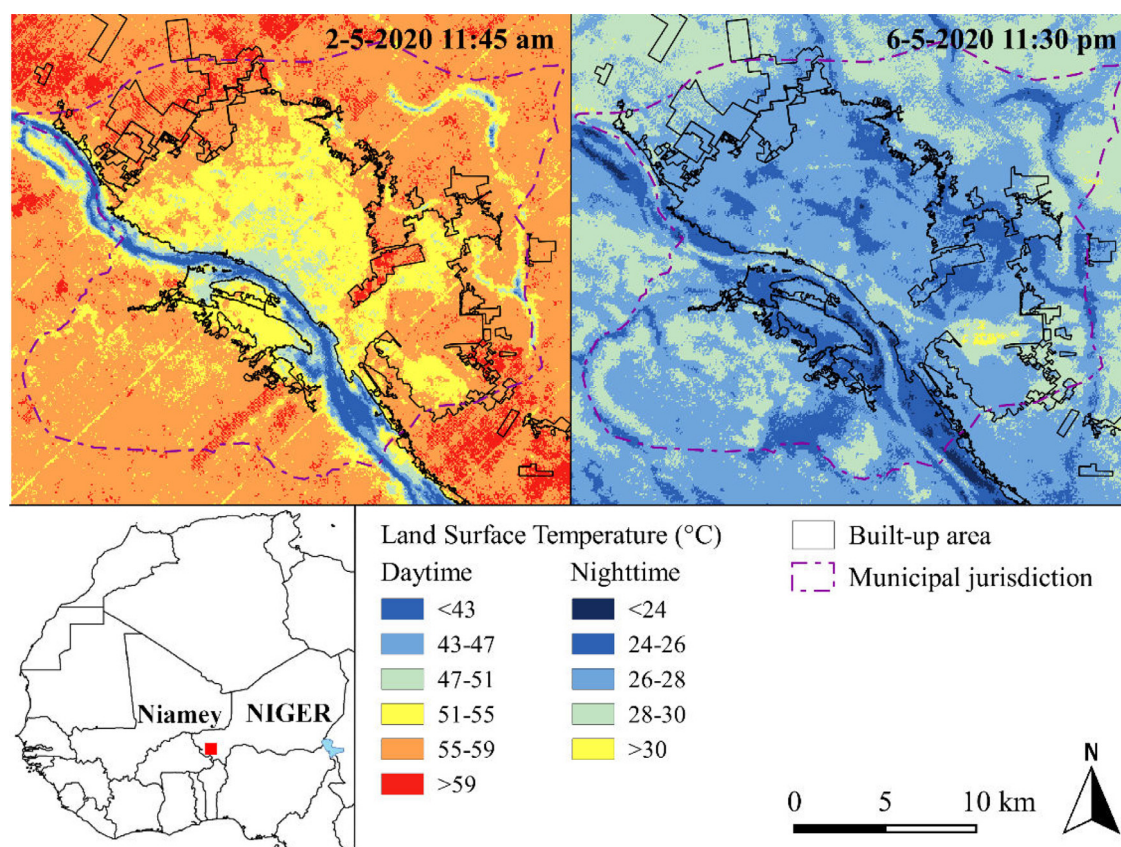 2-5-2020 11:45 am
6-5-2020 11:30 pm
Niamey
NIGER
Land Surface Temperature (°C)
Daytime
Nighttime
<43
43-47
47-51
51-55
55-59
>59
<24
24-26
26-28
28-30
>30
Built-up area
Municipal jurisdiction
N
0 5 10 km